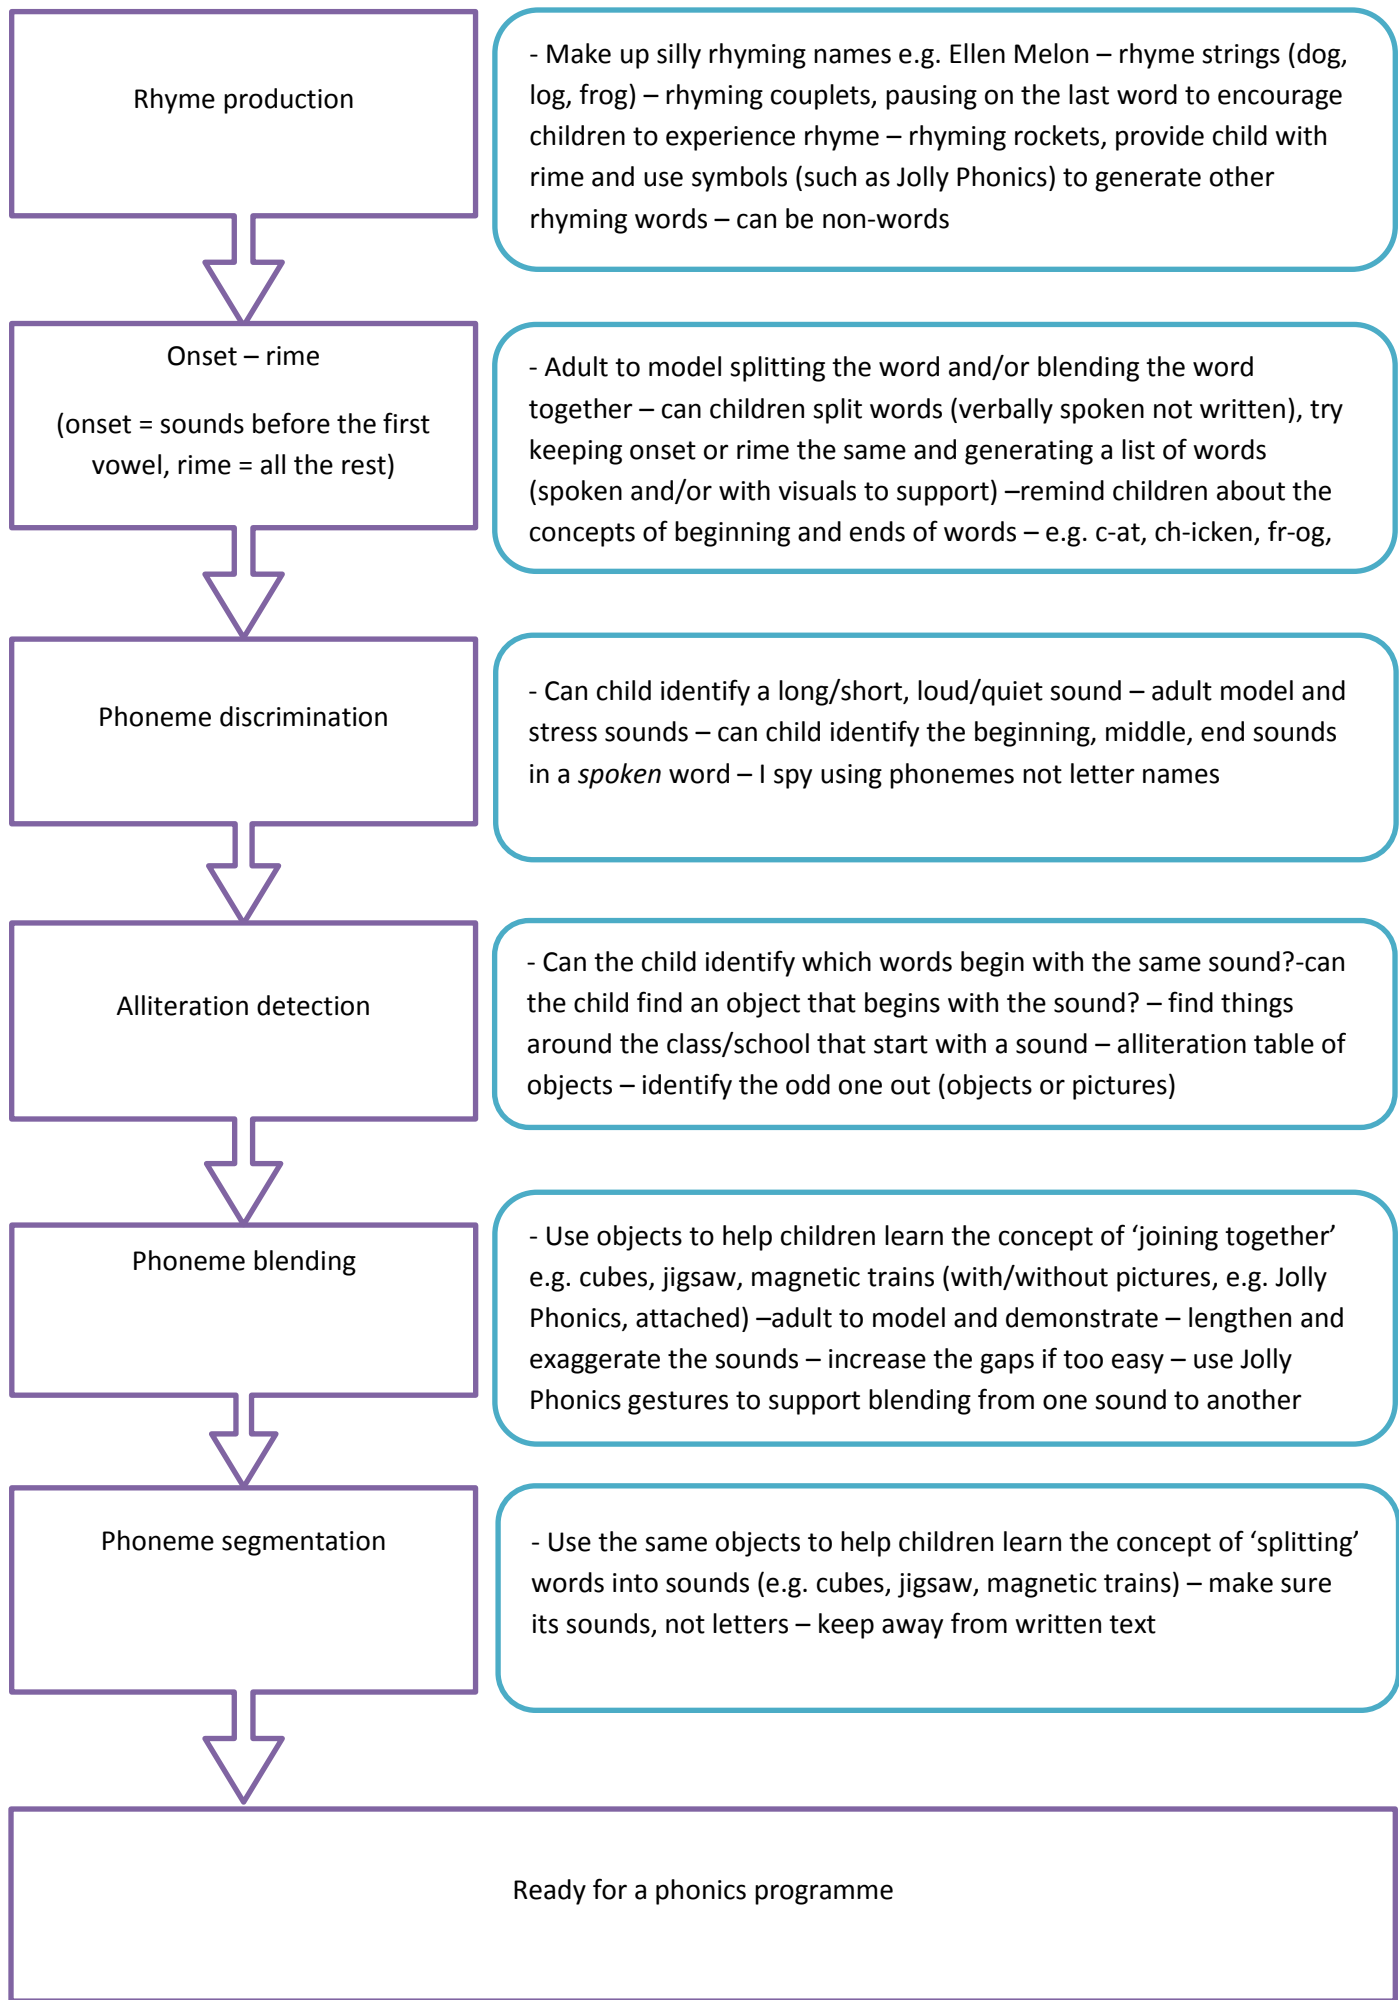 Rhyme production
- Make up silly rhyming names e.g. Ellen Melon – rhyme strings (dog,
log, frog) – rhyming couplets, pausing on the last word to encourage
children to experience rhyme – rhyming rockets, provide child with
rime and use symbols (such as Jolly Phonics) to generate other
rhyming words – can be non-words
Onset – rime
(onset = sounds before the first
vowel, rime = all the rest)
- Adult to model splitting the word and/or blending the word
together – can children split words (verbally spoken not written), try
keeping onset or rime the same and generating a list of words
(spoken and/or with visuals to support) –remind children about the
concepts of beginning and ends of words – e.g. c-at, ch-icken, fr-og,
Phoneme discrimination
- Can child identify a long/short, loud/quiet sound – adult model and
stress sounds – can child identify the beginning, middle, end sounds
in a spoken word – I spy using phonemes not letter names
Alliteration detection
- Can the child identify which words begin with the same sound?-can
the child find an object that begins with the sound? – find things
around the class/school that start with a sound – alliteration table of
objects – identify the odd one out (objects or pictures)
Phoneme blending
- Use objects to help children learn the concept of ‘joining together’
e.g. cubes, jigsaw, magnetic trains (with/without pictures, e.g. Jolly
Phonics, attached) –adult to model and demonstrate – lengthen and
exaggerate the sounds – increase the gaps if too easy – use Jolly
Phonics gestures to support blending from one sound to another
Phoneme segmentation
- Use the same objects to help children learn the concept of ‘splitting’
words into sounds (e.g. cubes, jigsaw, magnetic trains) – make sure
its sounds, not letters – keep away from written text
Ready for a phonics programme